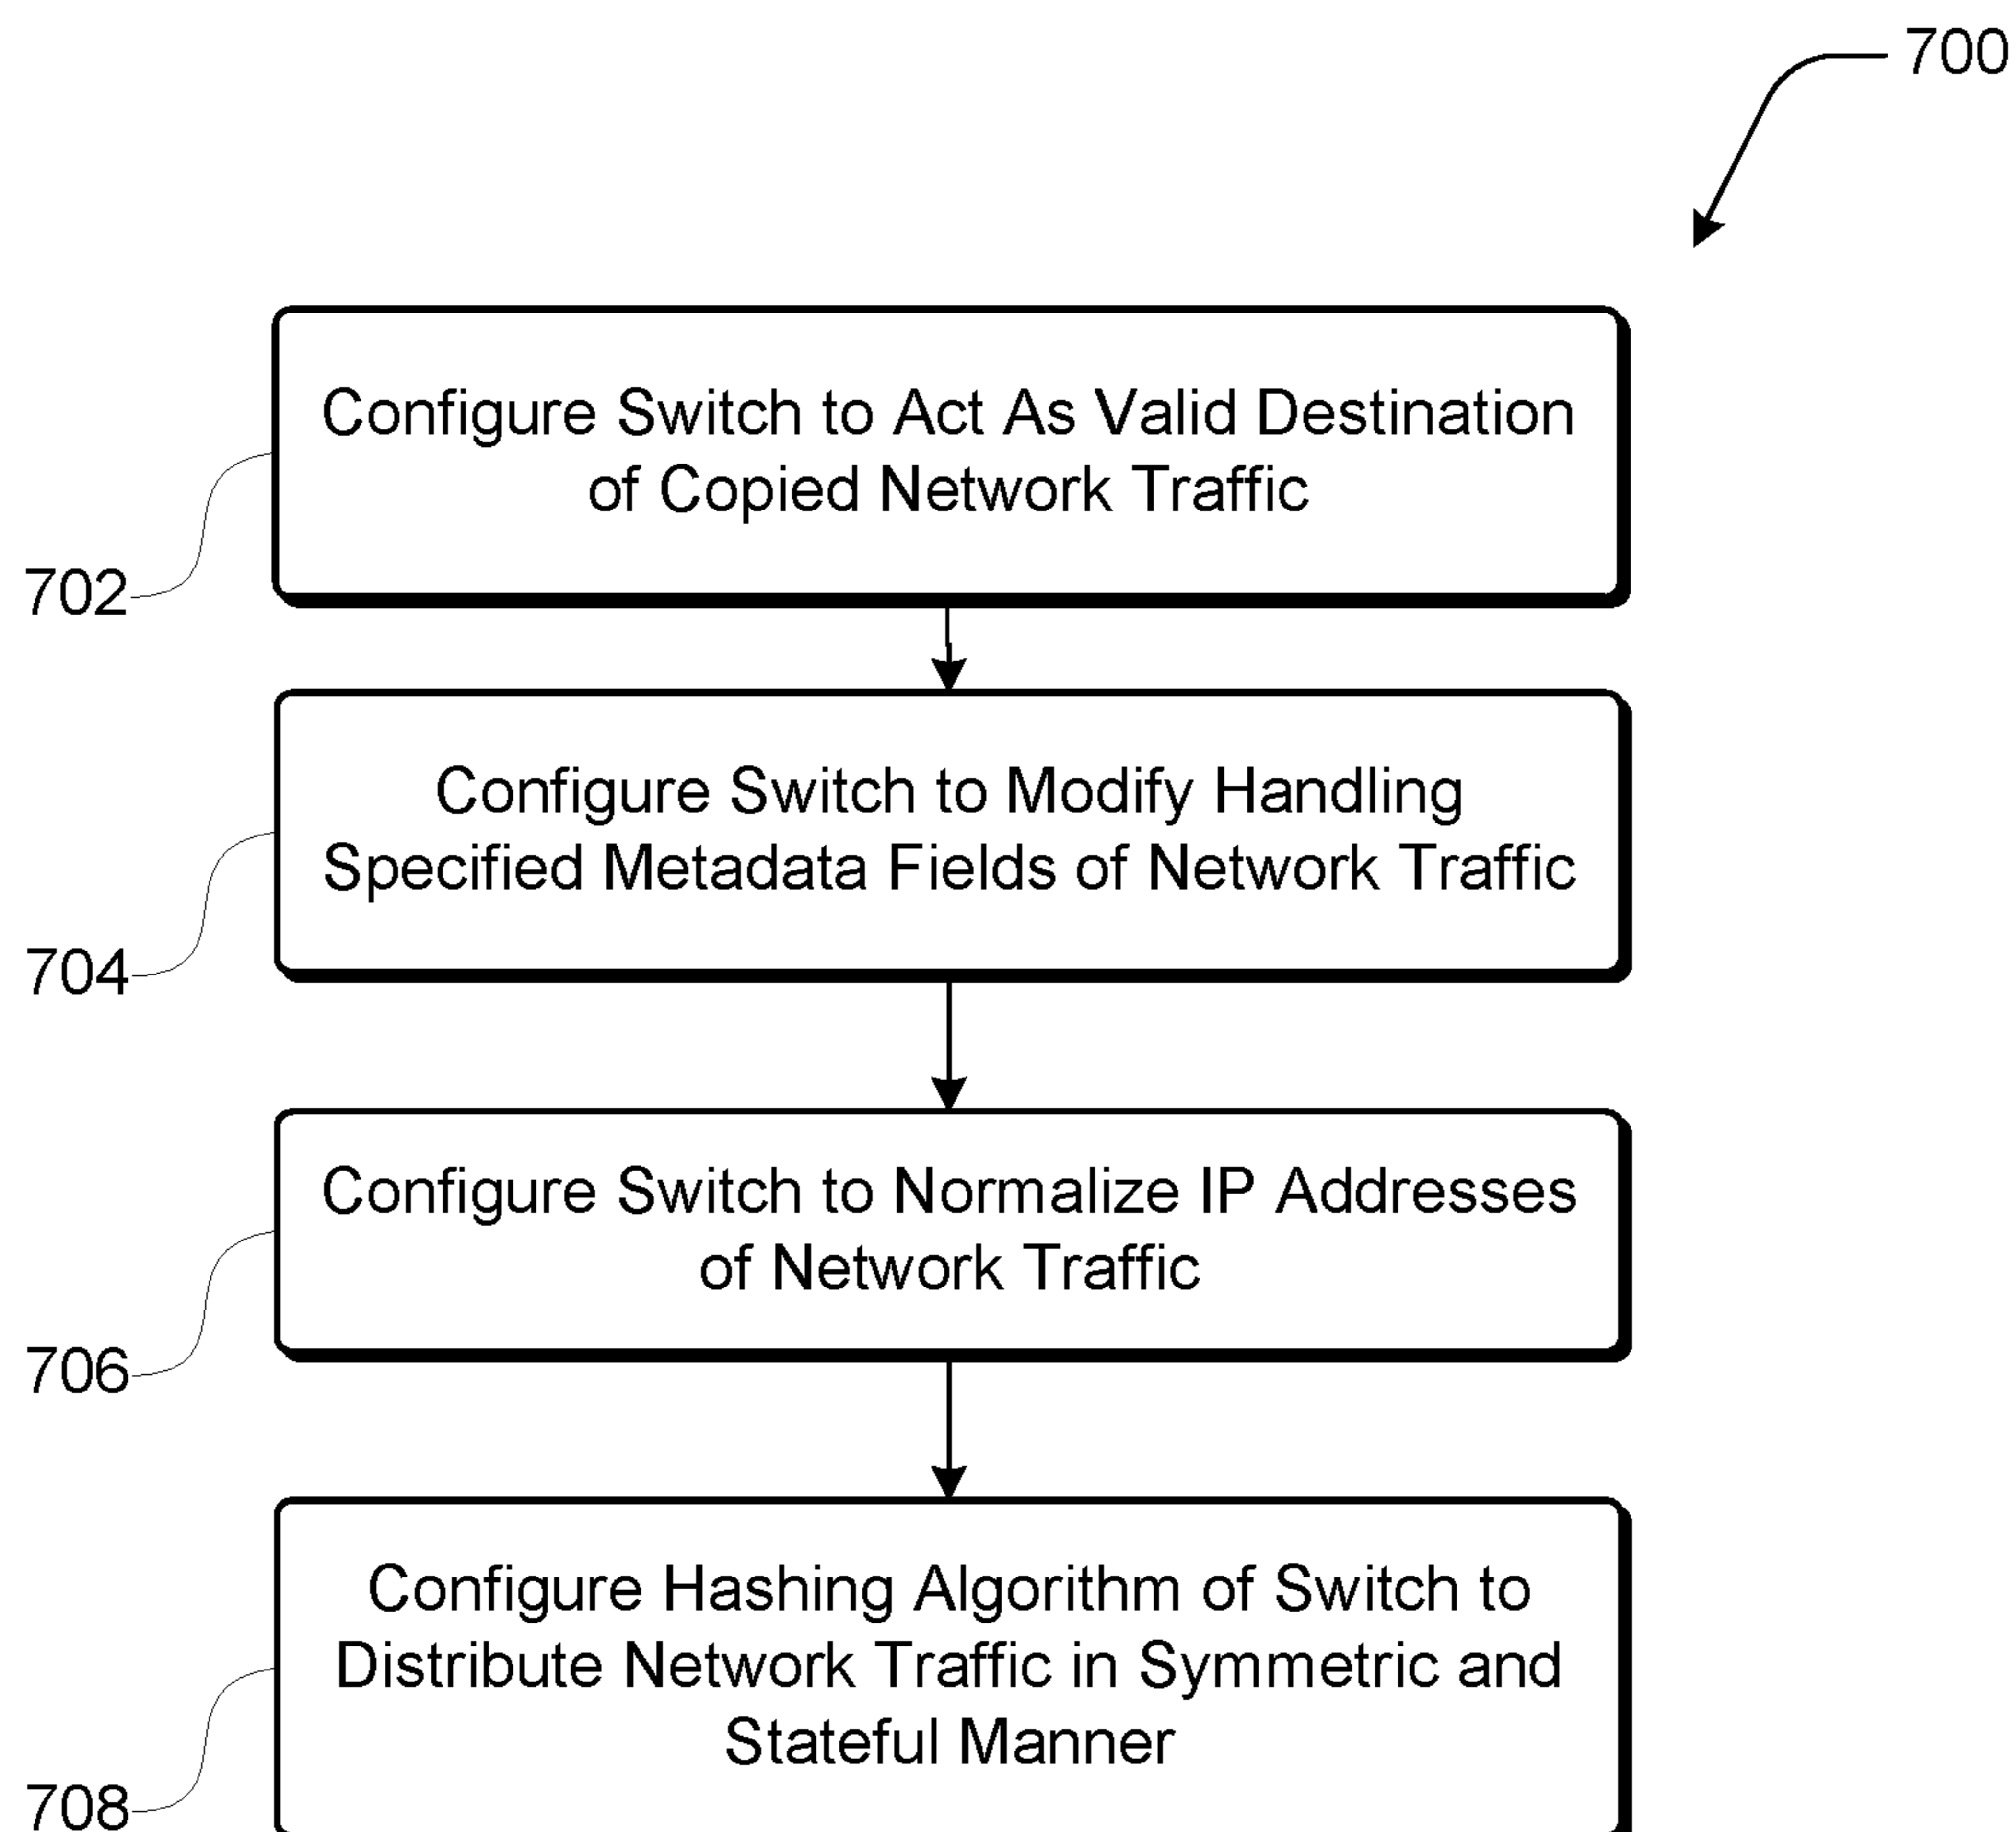 700
Configure Switch to Act As Valid Destination
of Copied Network Traffic
702
Configure Switch to Modify Handling
Specified Metadata Fields of Network Traffic
704
Configure Switch to Normalize IP Addresses
of Network Traffic
706
Configure Hashing Algorithm of Switch to
Distribute Network Traffic in Symmetric and
Stateful Manner
708